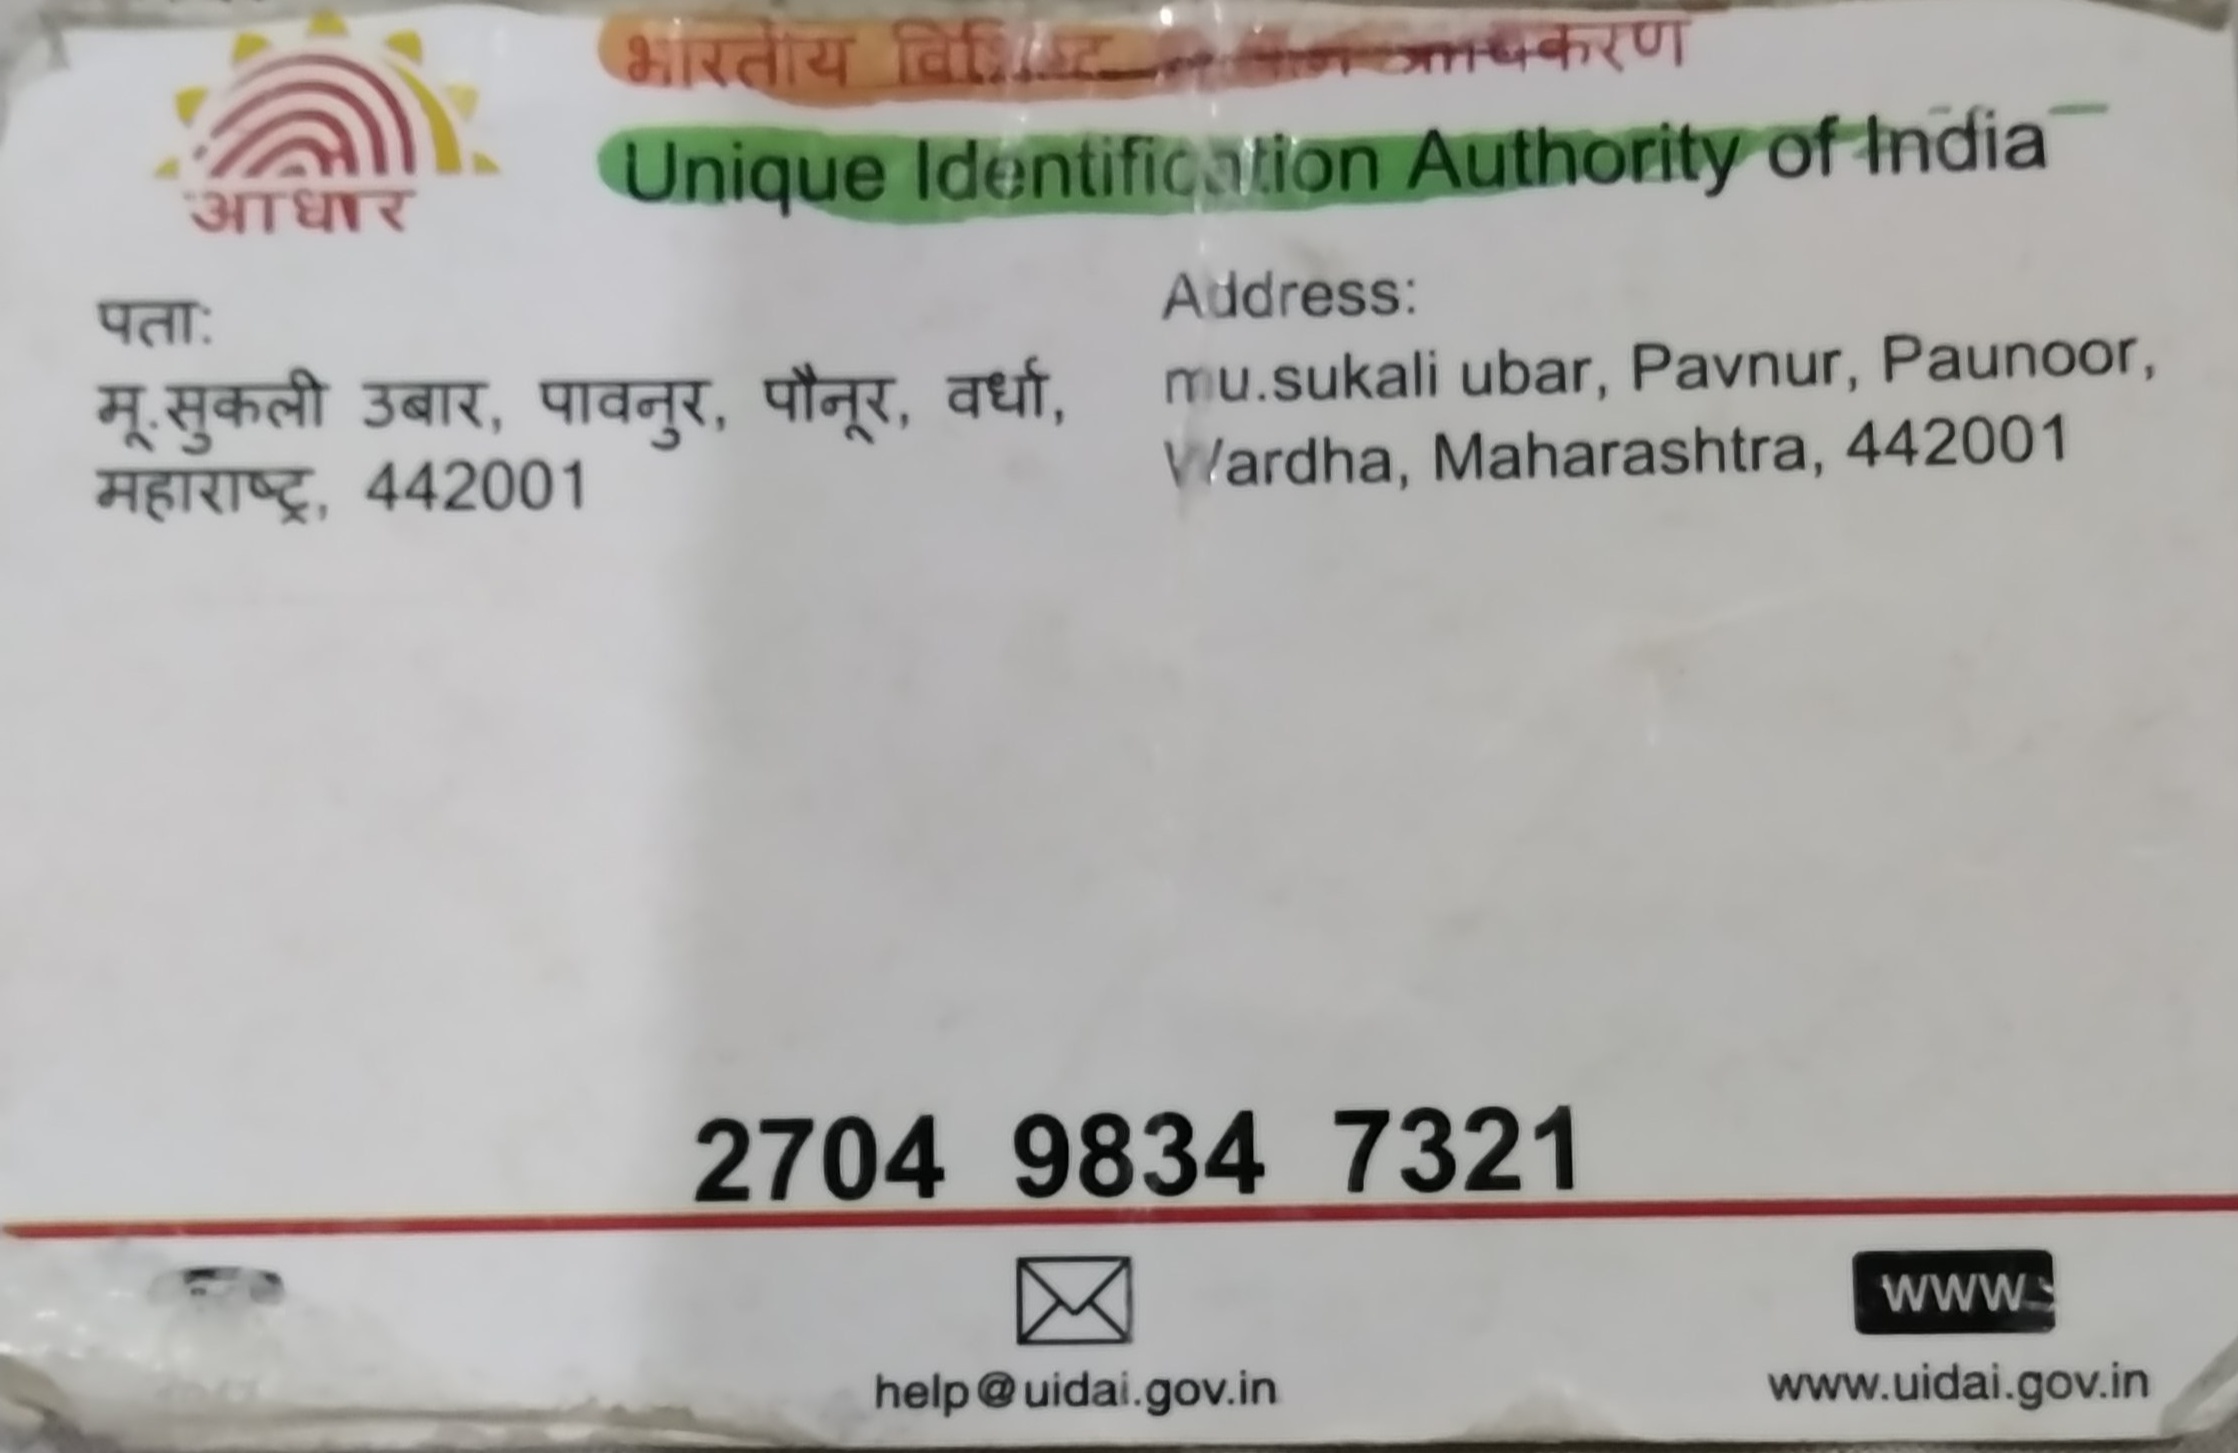 भारतीय विशिष्ट
Unique Identification Authority of India
आधार
पता:
मू.सुकली उबार, पावनुर, पौनूर, वर्धा,
महाराष्ट्र, 442001
Address:
mu.sukali ubar, Pavnur, Paunoor,
Wardha, Maharashtra, 442001
2704 9834 7321
www
help@uidai.gov.in
www.uidai.gov.in